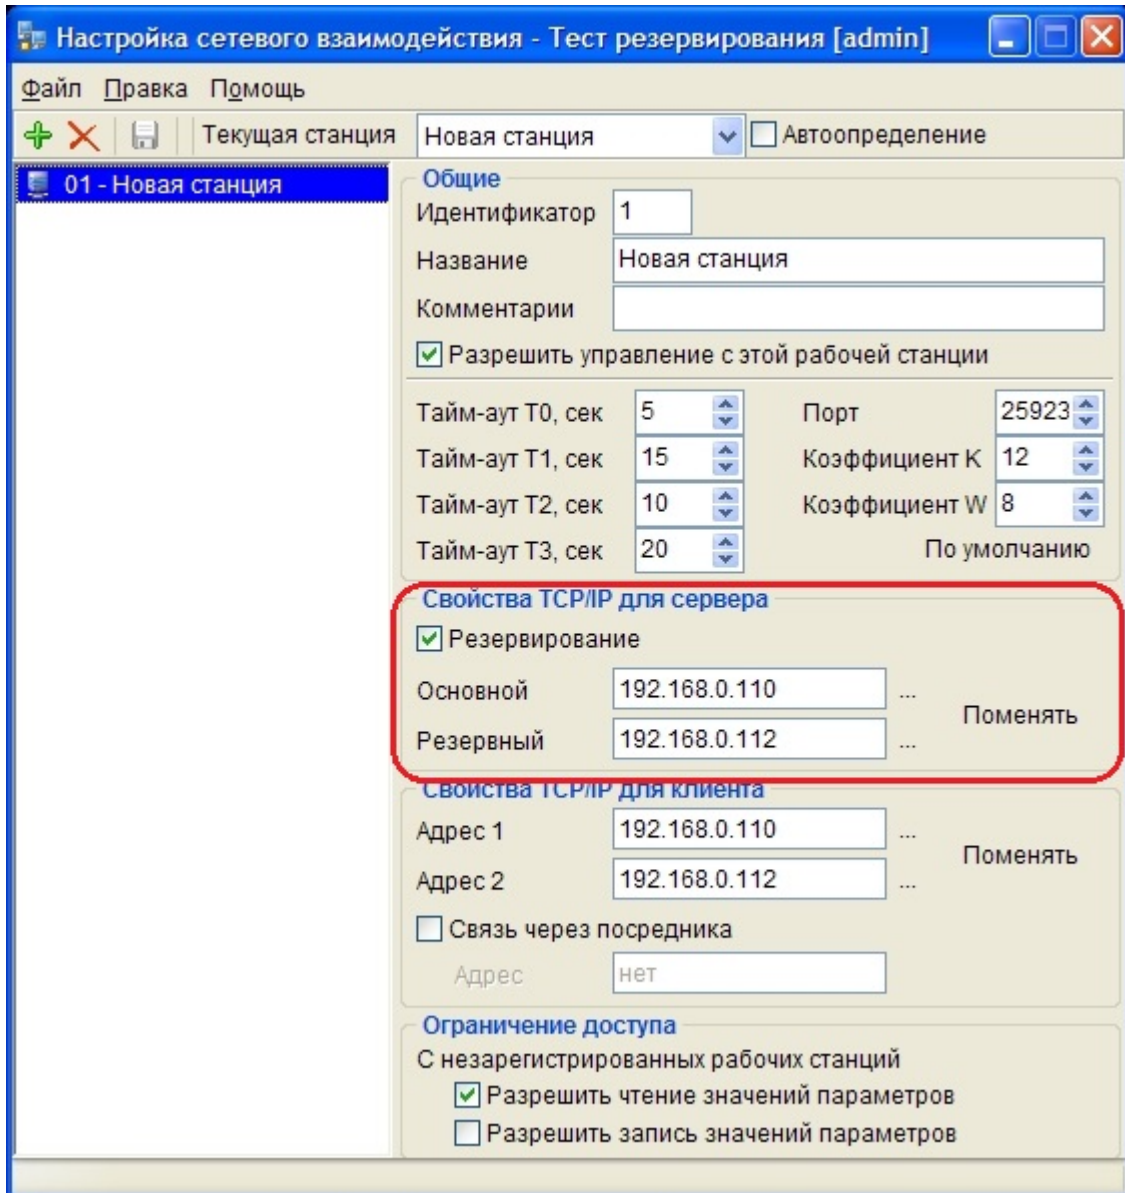 Настройка сетевого взаимодействия - Тест резервирования [admin]
Файл Правка Помощь
Текущая станция Новая станция Автоопределение
01 - Новая станция
Общие
Идентификатор 1
Название Новая станция
Комментарии
Разрешить управление с этой рабочей станции
Тайм-аут T0, сек 5 Порт 25923
Тайм-аут T1, сек 15 Коэффициент K 12
Тайм-аут T2, сек 10 Коэффициент W 8
Тайм-аут T3, сек 20 По умолчанию
Свойства TCP/IP для сервера
Резервирование
Основной 192.168.0.110 ...
Поменять
Резервный 192.168.0.112 ...
Свойства TCP/IP для клиента
Адрес 1 192.168.0.110 ...
Поменять
Адрес 2 192.168.0.112 ...
Связь через посредника
Адрес нет
Ограничение доступа
С незарегистрированных рабочих станций
Разрешить чтение значений параметров
Разрешить запись значений параметров